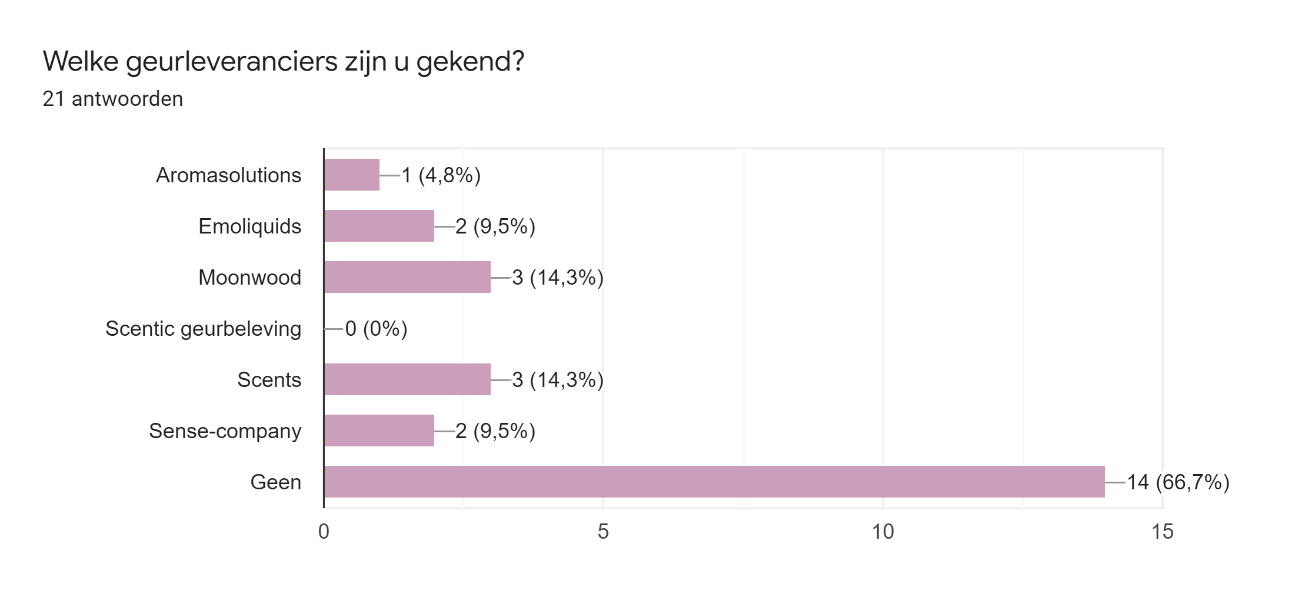 Welke geurleveranciers zijn u gekend?
21 antwoorden
Aromasolutions 1 (4,8%)
Emoliquids 2 (9,5%)
Moonwood 3 (14,3%)
Scentic geurbeleving 0 (0%)
Scents 3 (14,3%)
Sense-company 2 (9,5%)
Geen 14 (66,7%)
0 5 10 15